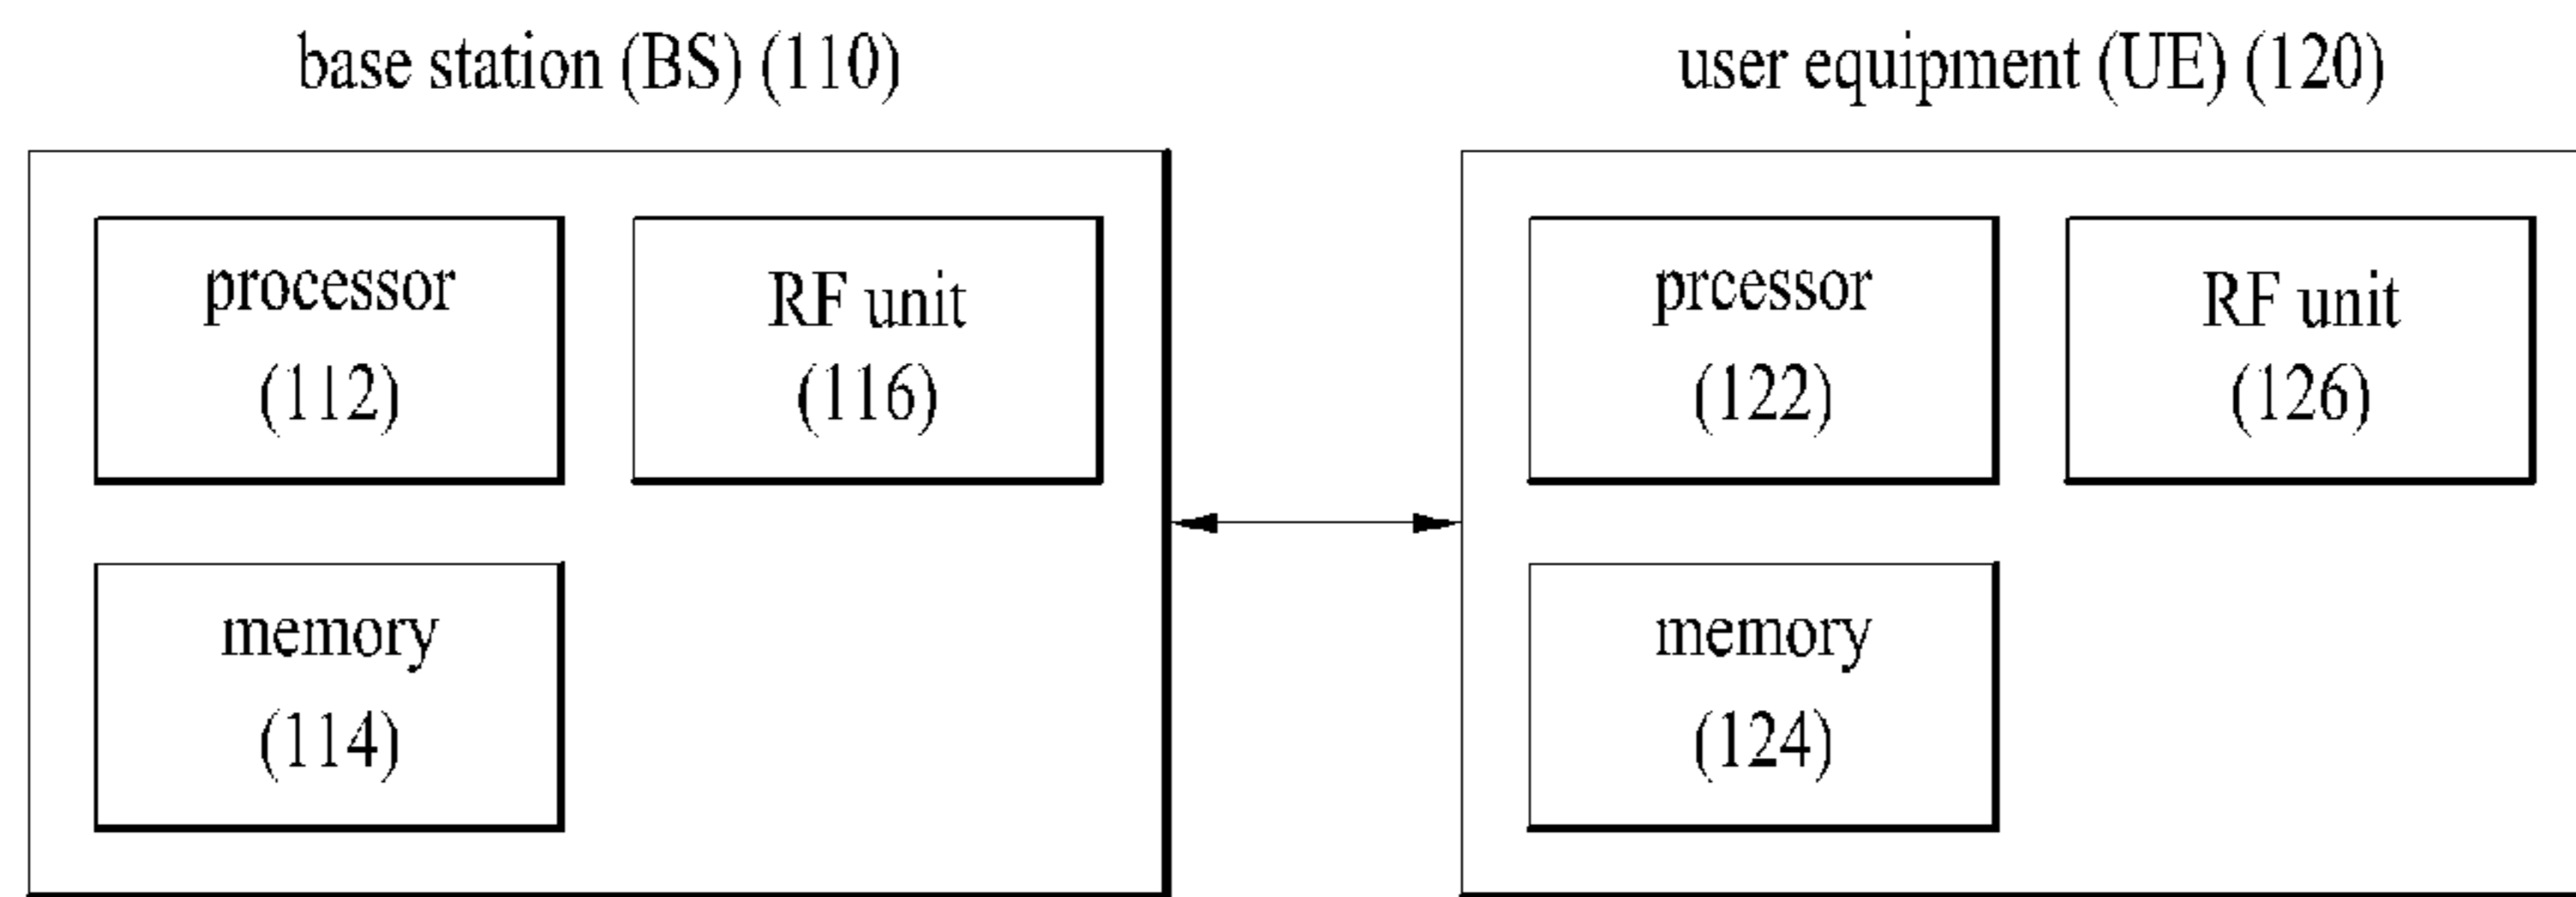 base station (BS) (110)
user equipment (UE) (120)
processor
(112)
RF unit
(116)
memory
(114)
prcessor
(122)
RF unit
(126)
memory
(124)